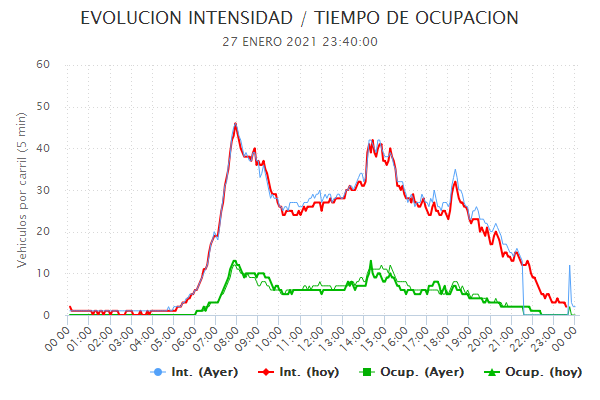 EVOLUCION INTENSIDAD / TIEMPO DE OCUPACION
27 ENERO 2021 23:40:00
Vehiculos por carril (5 min)
60
50
40
30
20
10
0
00:00 01:00 02:00 03:00 04:00 05:00 06:00 07:00 08:00 09:00 10:00 11:00 12:00 13:00 14:00 15:00 16:00 17:00 18:00 19:00 20:00 21:00 22:00 23:00 00:00
Int. (Ayer) Int. (hoy) Ocup. (Ayer) Ocup. (hoy)